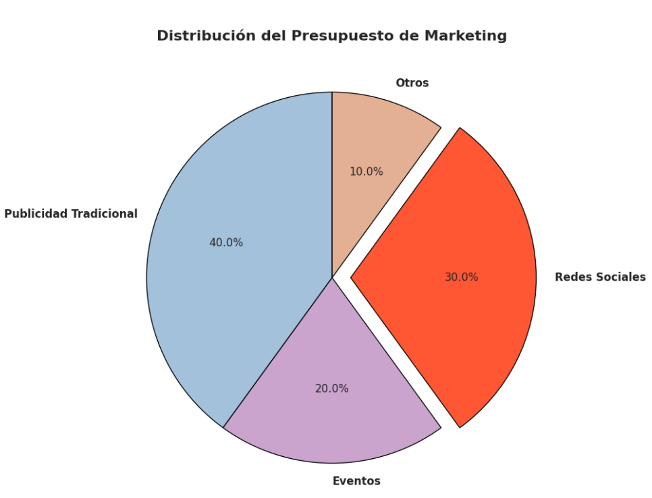 Distribución del Presupuesto de Marketing
Otros
10.0%
Publicidad Tradicional
40.0%
30.0%
Redes Sociales
20.0%
Eventos